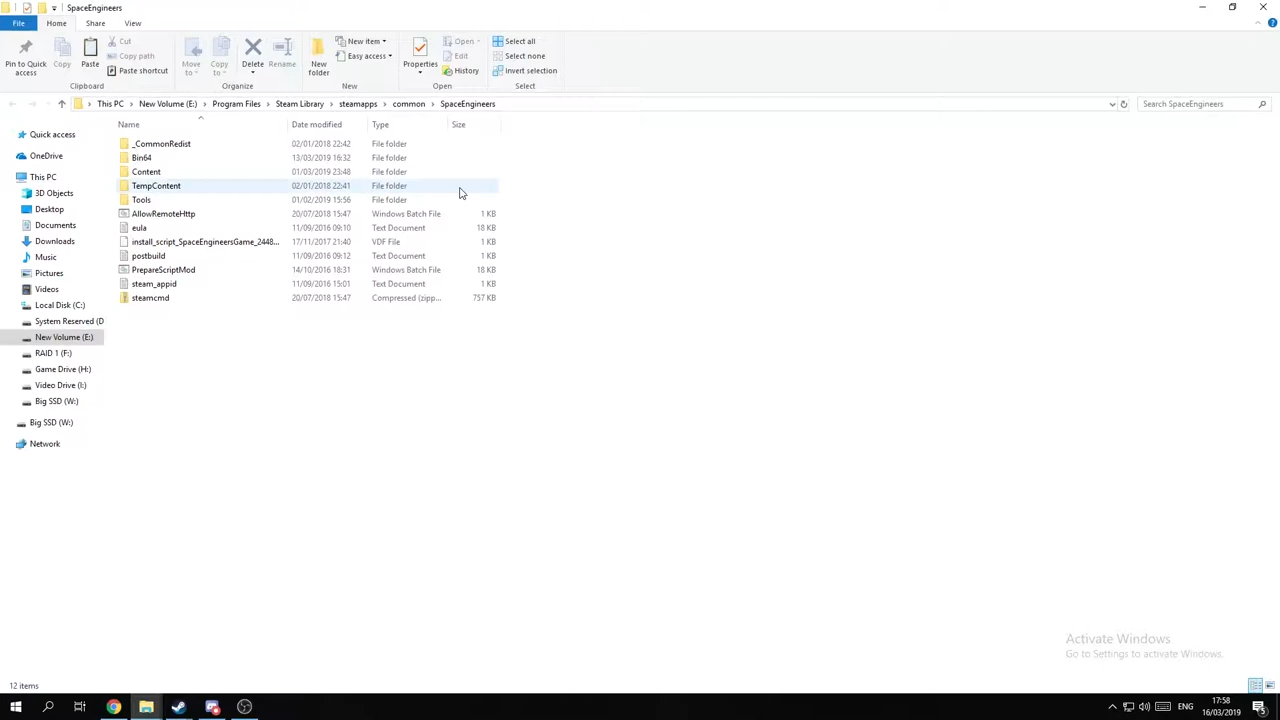 SpaceEngineers
File Home Share View
Pin to Quick access
Copy
Paste
Cut
Copy path
Paste shortcut
Clipboard
Move to
Copy to
Delete
Rename
Organize
New folder
New item
Easy access
New
Properties
Open
Edit
History
Open
Select all
Select none
Invert selection
Select
This PC New Volume (E:) Program Files Steam Library steamapps common SpaceEngineers
Search SpaceEngineers
Quick access
OneDrive
This PC
3D Objects
Desktop
Documents
Downloads
Music
Pictures
Videos
Local Disk (C:)
System Reserved (D
New Volume (E:)
RAID 1 (F:)
Game Drive (H:)
Video Drive (I:)
Big SSD (W:)
Big SSD (W:)
Network
Name Date modified Type Size
_CommonRedist 02/01/2018 22:42 File folder
Bin64 13/03/2019 16:32 File folder
Content 01/03/2019 23:48 File folder
TempContent 02/01/2018 22:41 File folder
Tools 01/02/2019 15:56 File folder
AllowRemoteHttp 20/07/2018 15:47 Windows Batch File 1 KB
eula 11/09/2016 09:10 Text Document 18 KB
install_script_SpaceEngineersGame_2448... 17/11/2017 21:40 VDF File 1 KB
postbuild 11/09/2016 09:12 Text Document 1 KB
PrepareScriptMod 14/10/2016 18:31 Windows Batch File 18 KB
steam_appid 11/09/2016 15:01 Text Document 1 KB
steamcmd 20/07/2018 15:47 Compressed (zipp... 757 KB
Activate Windows
Go to Settings to activate Windows.
12 items
ENG
17:58
16/03/2019
5